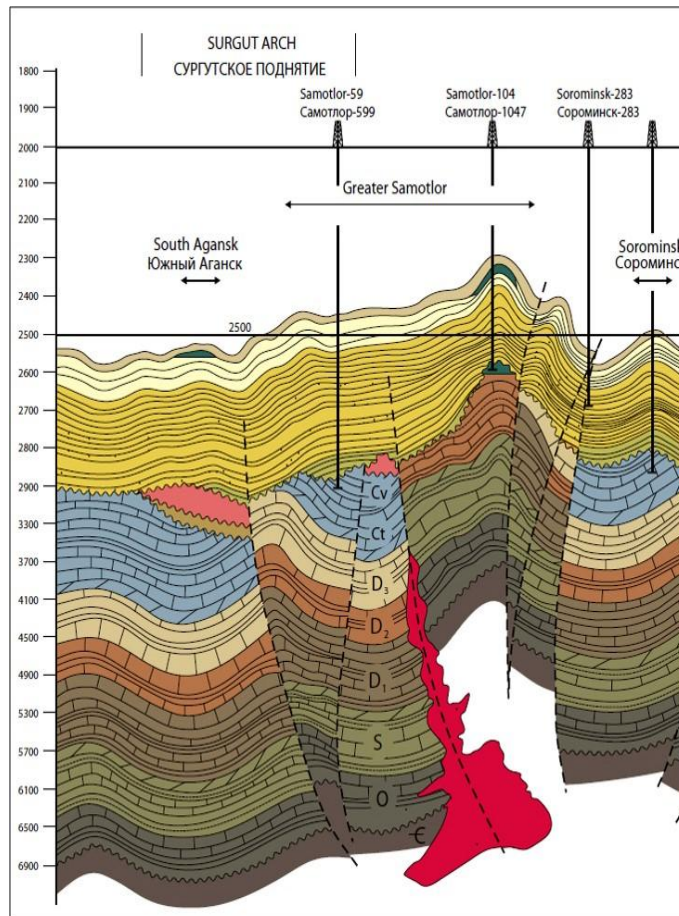 SURGUT ARCH
СУРГУТСКОЕ ПОДНЯТИЕ
1800
1900
2000
2100
2200
2300
2400
2500
2600
2700
2800
2900
3300
3700
4100
4500
4900
5300
5700
6100
6500
6900
Samotlor-59
Самотлор-599
Samotlor-104
Самотлор-1047
Sorominsk-283
Сороминск-283
Greater Samotlor
South Agansk
Южный Аганск
Sorominsk
Сороминс
2500
Cv
Ct
D3
D2
D1
S
O
Є